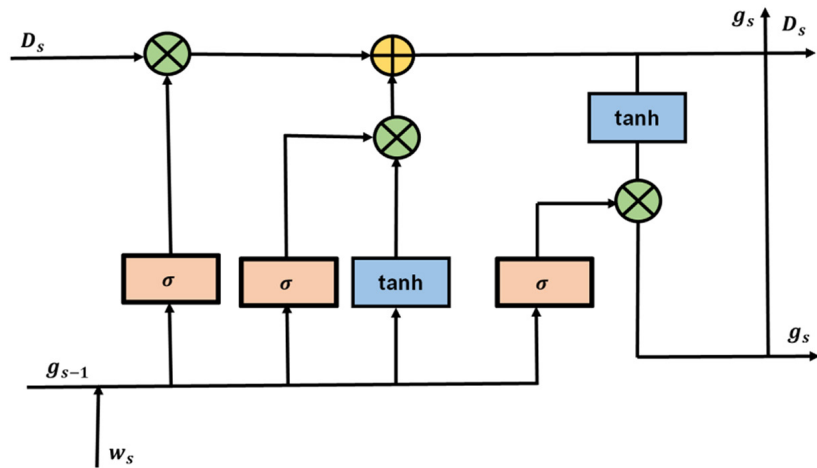 g_s
D_s
D_s
tanh
σ
σ
tanh
σ
g_{s-1}
g_s
w_s